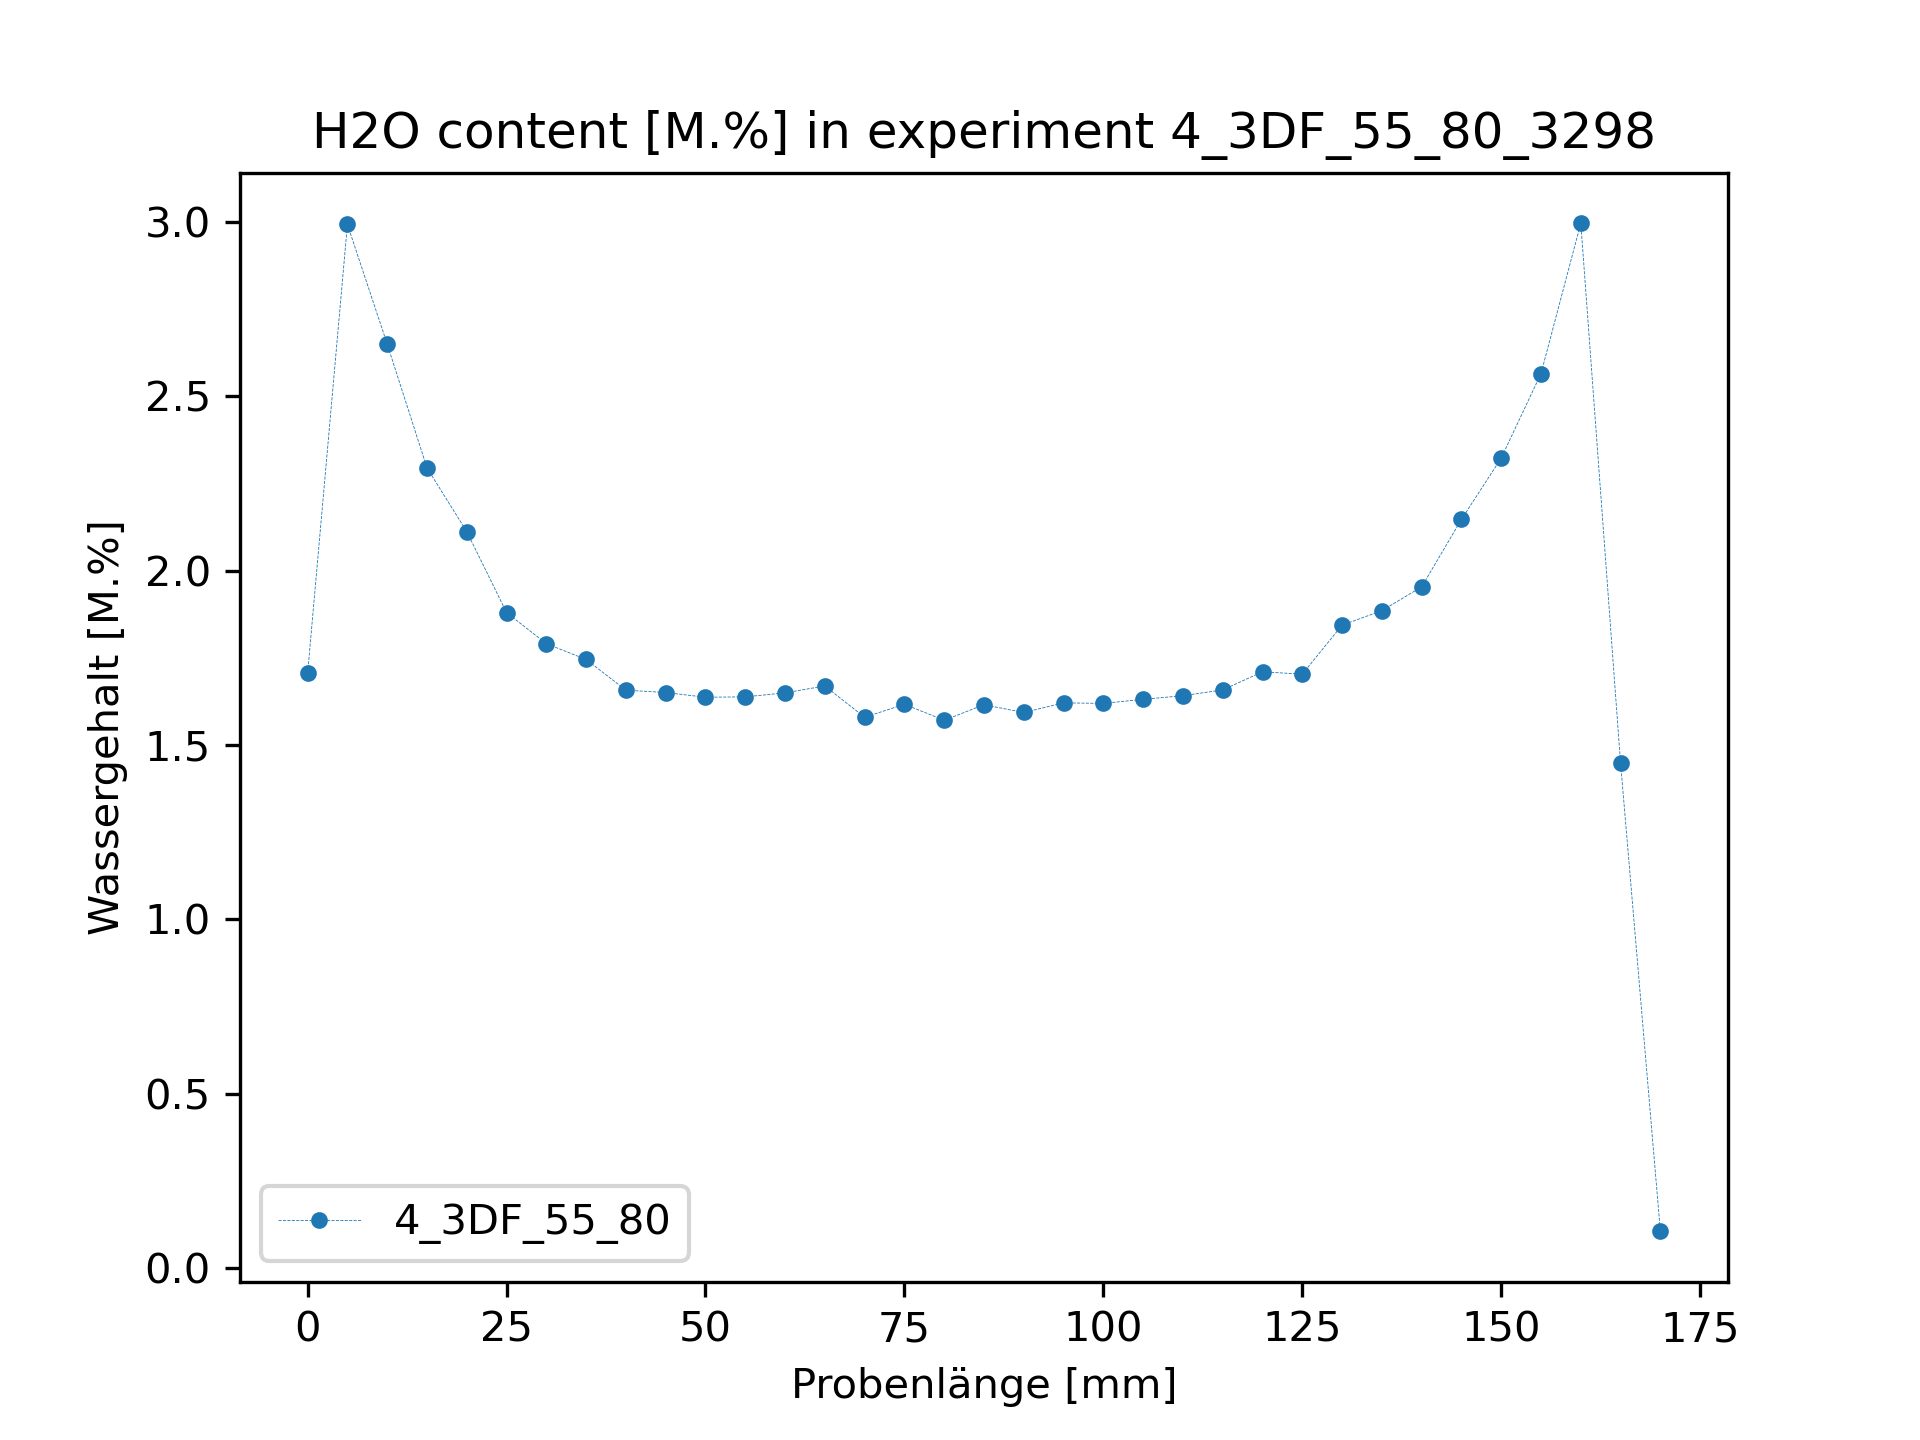 H2O content [M.%] in experiment 4_3DF_55_80_3298
Wassergehalt [M.%]
3.0
2.5
2.0
1.5
1.0
0.5
0.0
4_3DF_55_80
0 25 50 75 100 125 150 175
Probenlänge [mm]